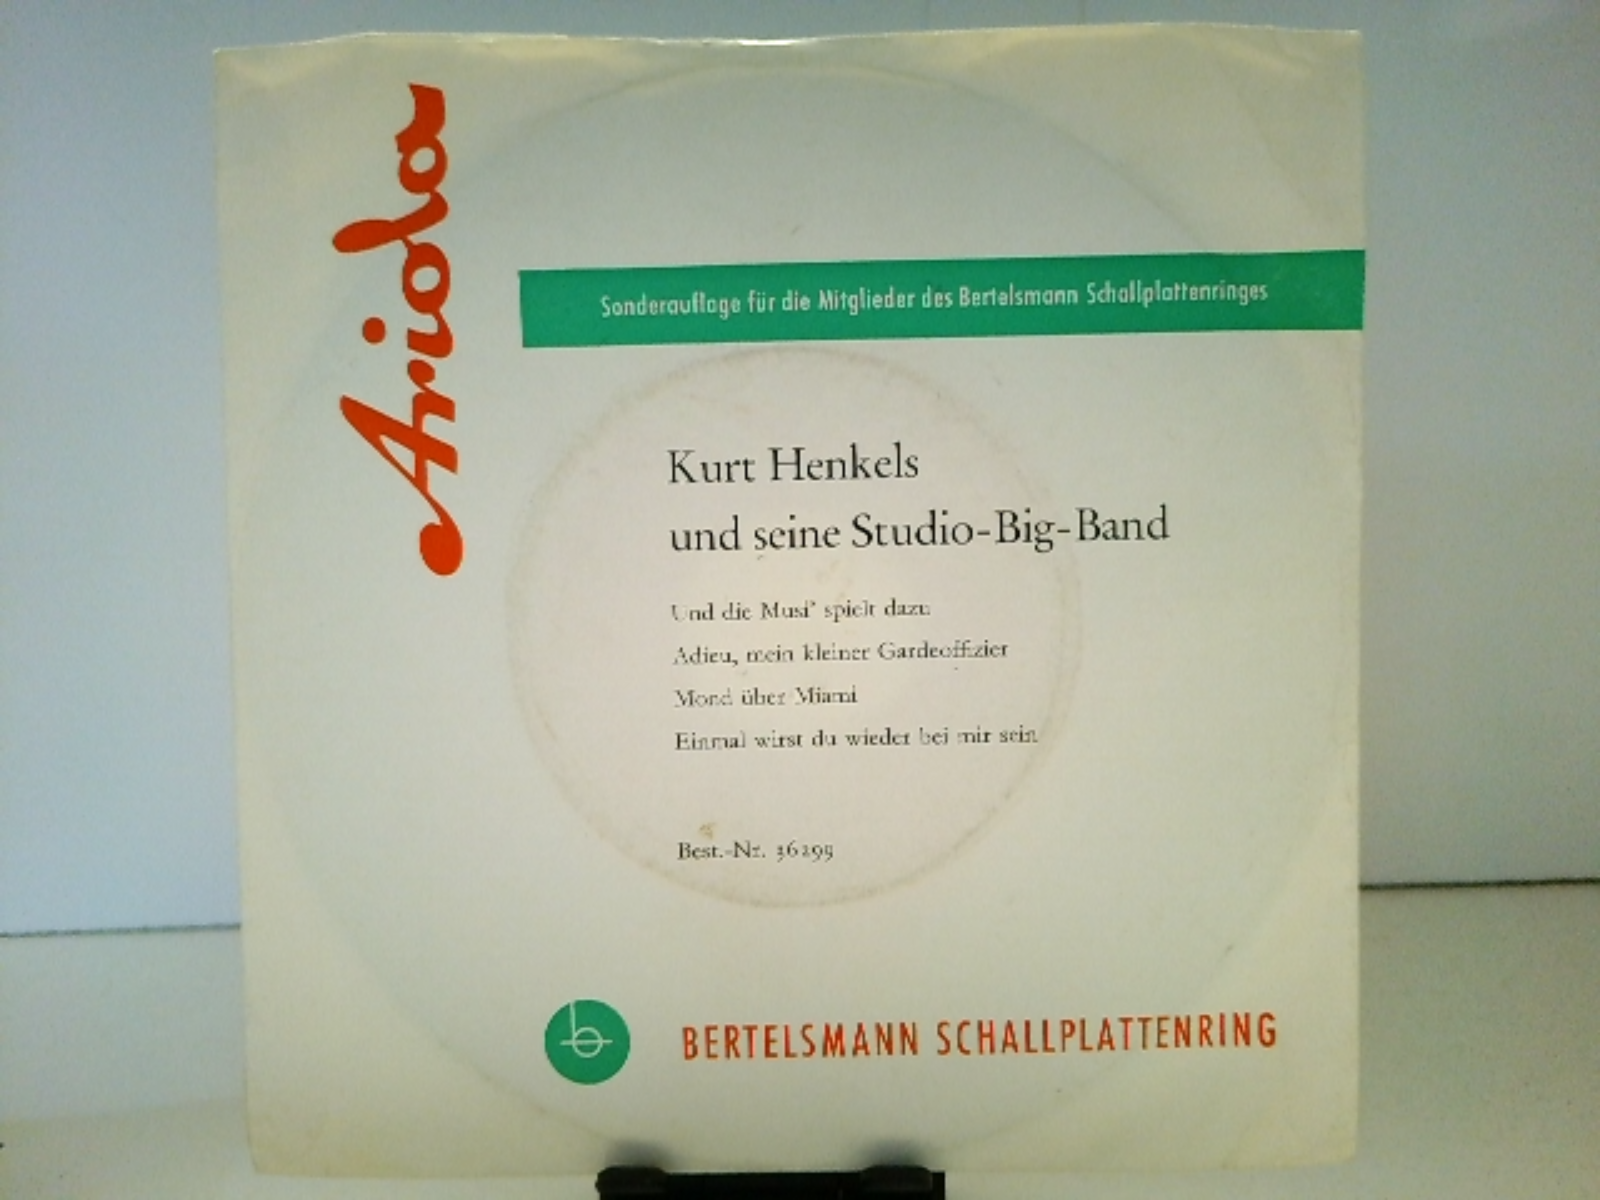 Ariola
Sonderauflage für die Mitglieder des Bertelsmann Schallplattenringes
Kurt Henkels
und seine Studio-Big-Band
Und die Musi' spielt dazu
Adieu, mein kleiner Gardeoffizier
Mond über Miami
Einmal wirst du wieder bei mir sein
Best.-Nr. 36299
b
BERTELSMANN SCHALLPLATTENRING